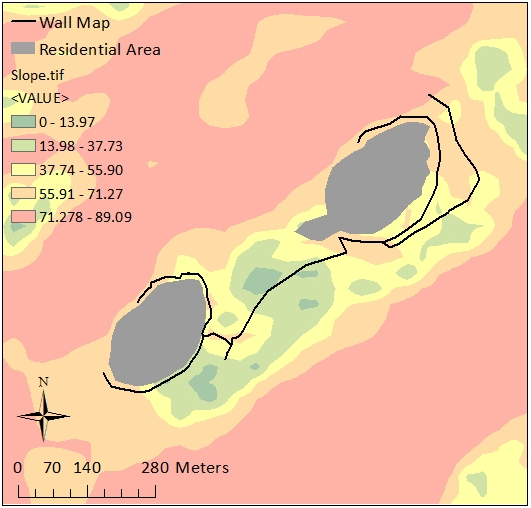 Wall Map
Residential Area
Slope.tif
<VALUE>
0 - 13.97
13.98 - 37.73
37.74 - 55.90
55.91 - 71.27
71.278 - 89.09
N
0 70 140 280 Meters